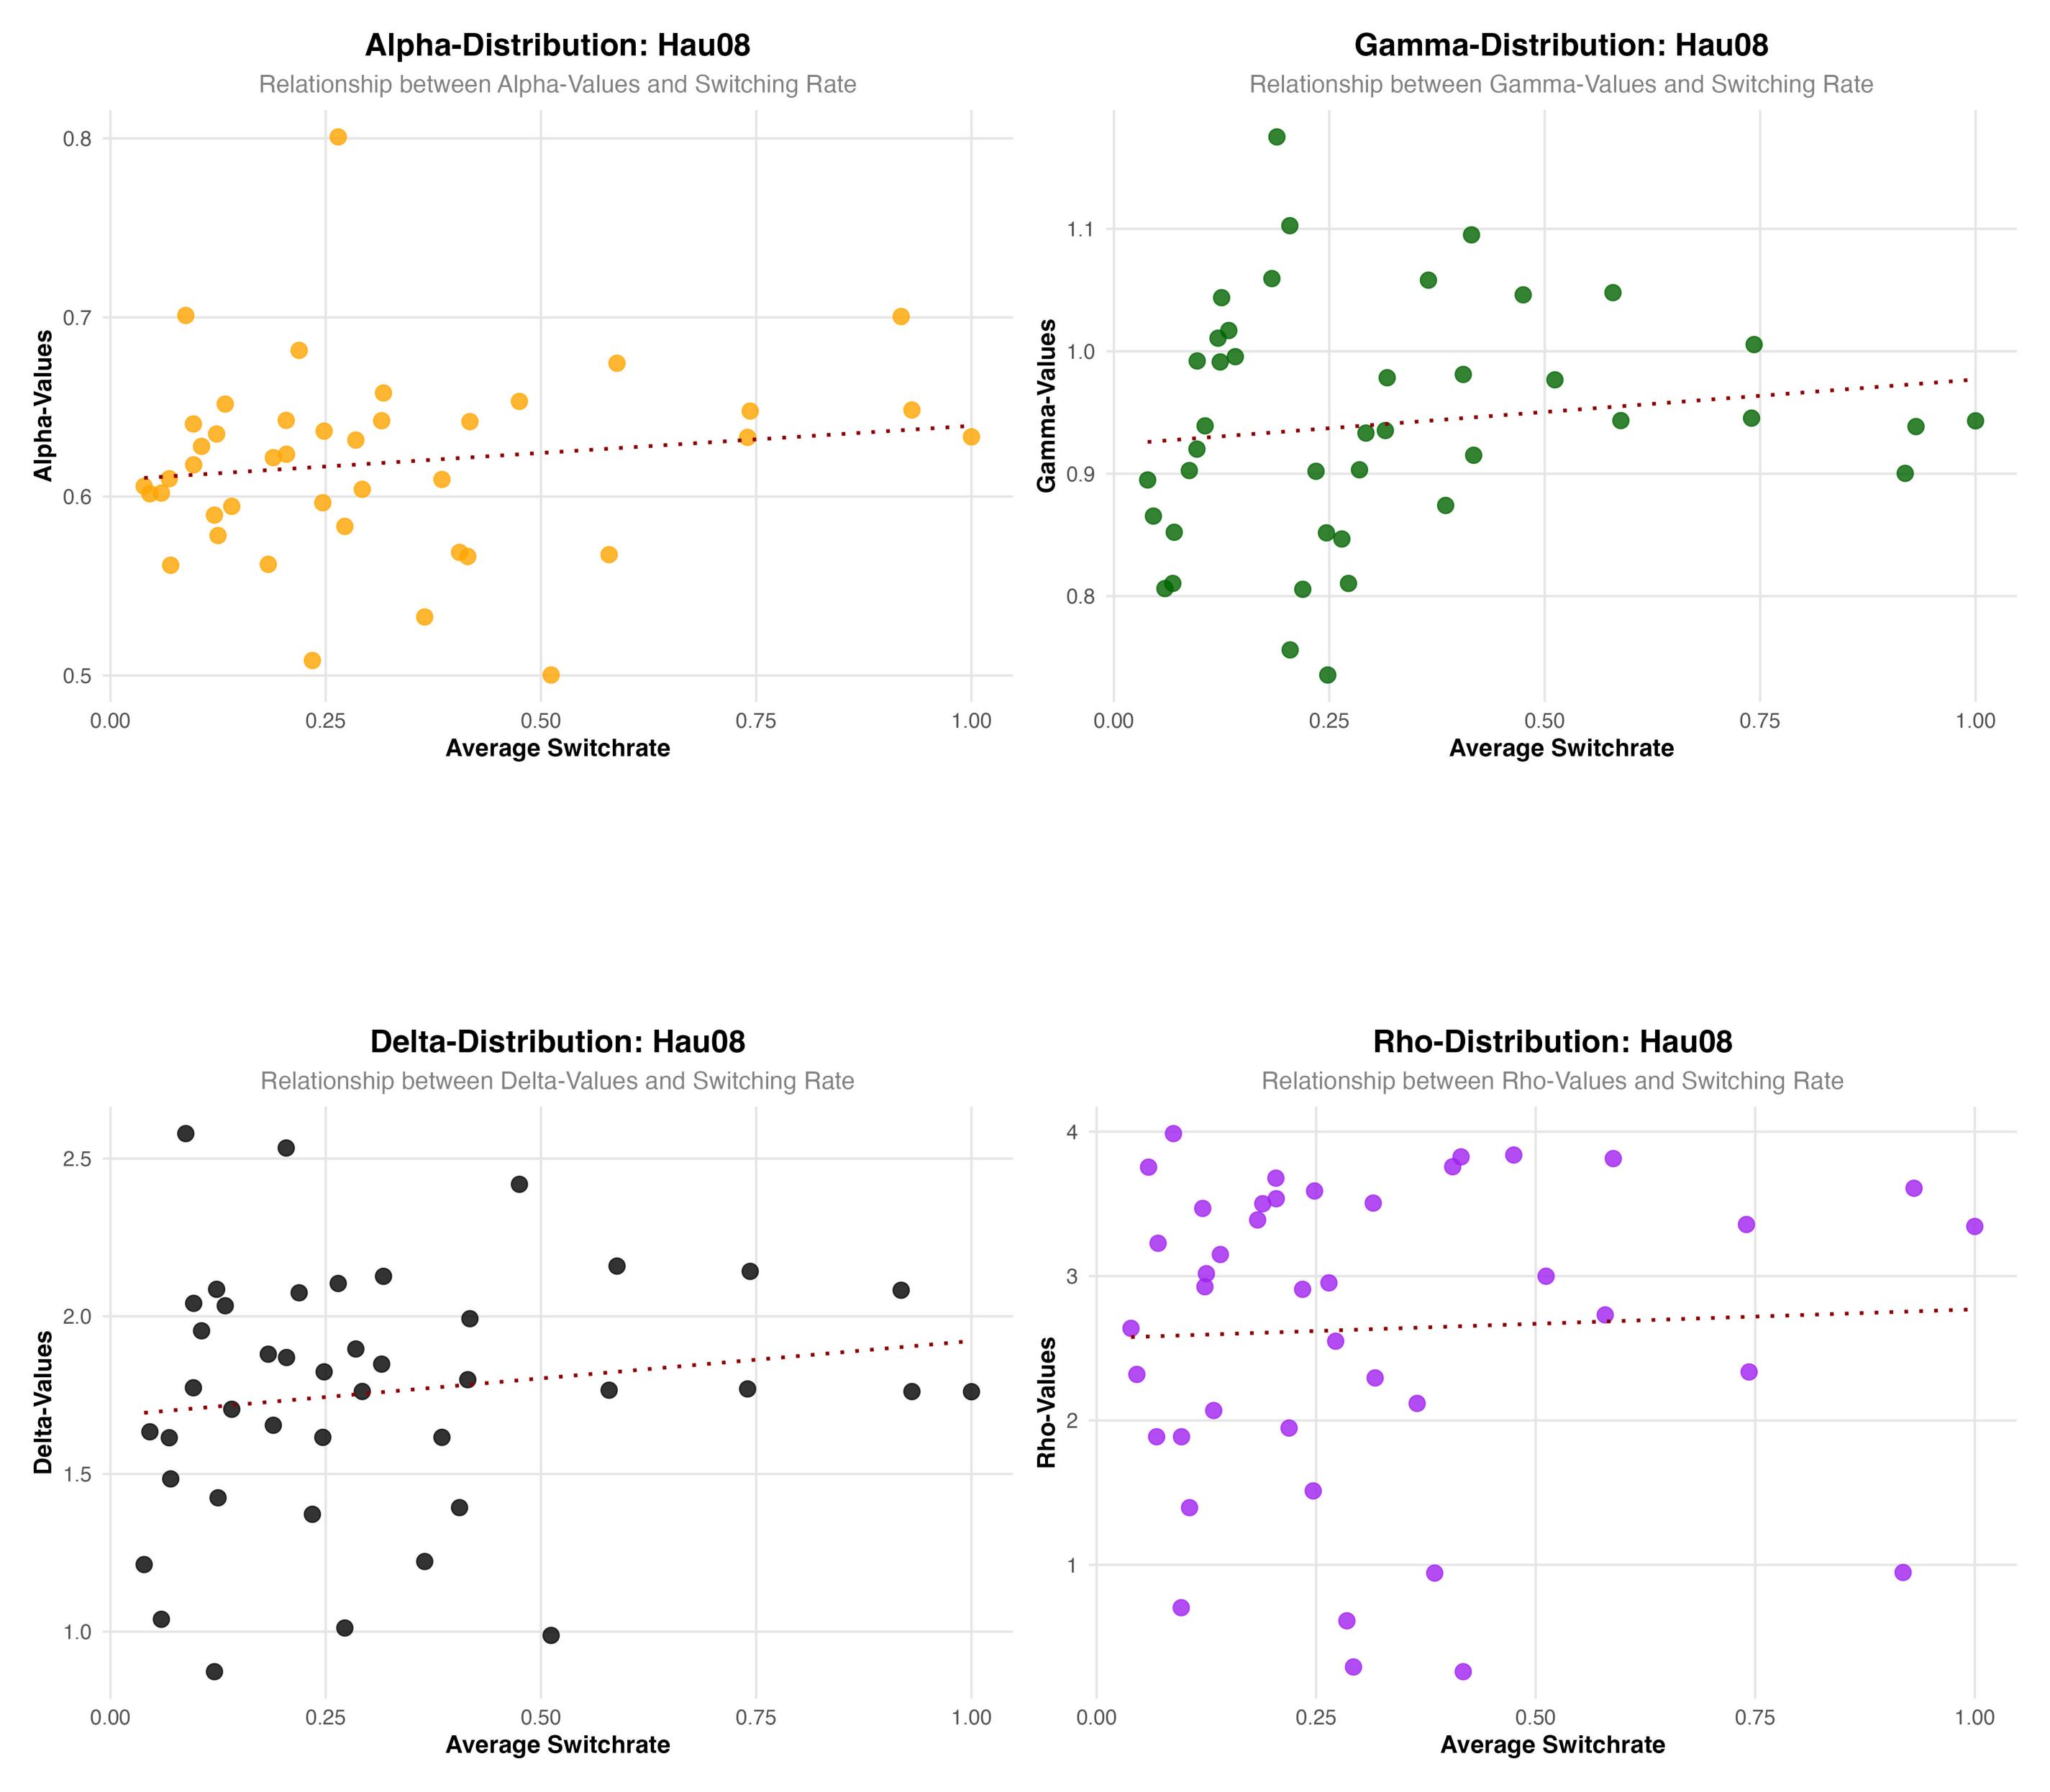 Alpha-Distribution: Hau08
Relationship between Alpha-Values and Switching Rate
Alpha-Values
0.8
0.7
0.6
0.5
0.00 0.25 0.50 0.75 1.00
Average Switchrate
Gamma-Distribution: Hau08
Relationship between Gamma-Values and Switching Rate
Gamma-Values
1.1
1.0
0.9
0.8
0.00 0.25 0.50 0.75 1.00
Average Switchrate
Delta-Distribution: Hau08
Relationship between Delta-Values and Switching Rate
Delta-Values
2.5
2.0
1.5
1.0
0.00 0.25 0.50 0.75 1.00
Average Switchrate
Rho-Distribution: Hau08
Relationship between Rho-Values and Switching Rate
Rho-Values
4
3
2
1
0.00 0.25 0.50 0.75 1.00
Average Switchrate